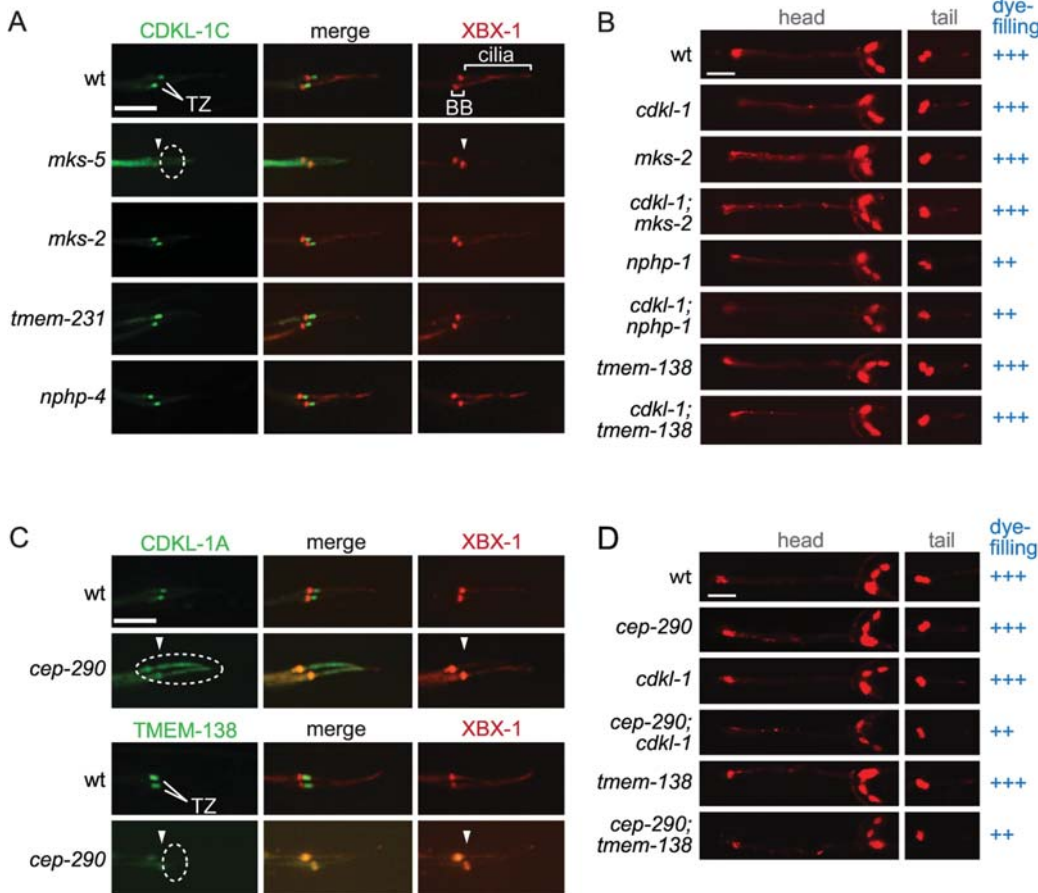 A
CDKL-1C merge XBX-1
wt
TZ
cilia
BB
mks-5
mks-2
tmem-231
nphp-4
B
head tail dye-
filling
wt +++
cdkl-1 +++
mks-2 +++
cdkl-1;
mks-2 +++
nphp-1 ++
cdkl-1;
nphp-1 ++
tmem-138 +++
cdkl-1;
tmem-138 +++
C
CDKL-1A merge XBX-1
wt
cep-290
TMEM-138 merge XBX-1
wt
TZ
cep-290
D
head tail dye-
filling
wt +++
cep-290 +++
cdkl-1 +++
cep-290;
cdkl-1 ++
tmem-138 +++
cep-290;
tmem-138 ++